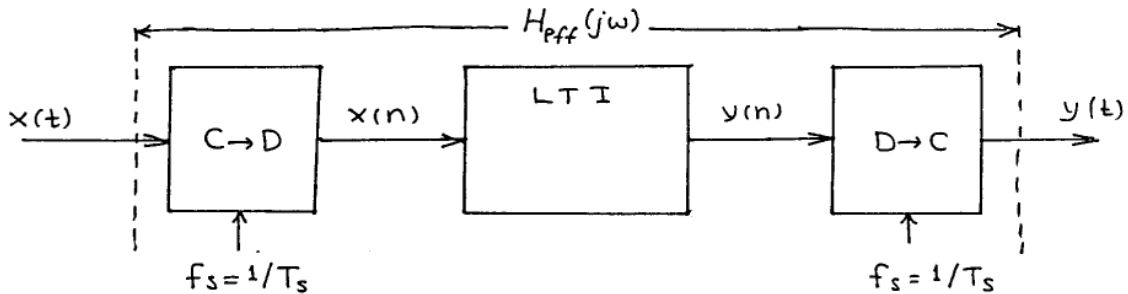 H_eff(jω)
x(t)
C→D
x(n)
LTI
y(n)
D→C
y(t)
fs=1/Ts
fs=1/Ts